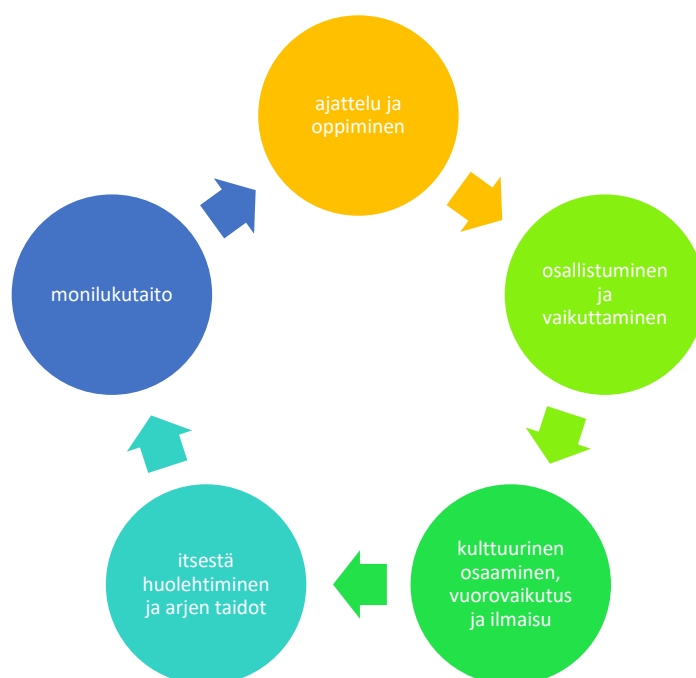 ajattelu ja
oppiminen
osallistuminen
ja
vaikuttaminen
kulttuurinen
osaaminen,
vuorovaikutus
ja ilmaisu
itsestä
huolehtiminen
ja arjen taidot
monilukutaito